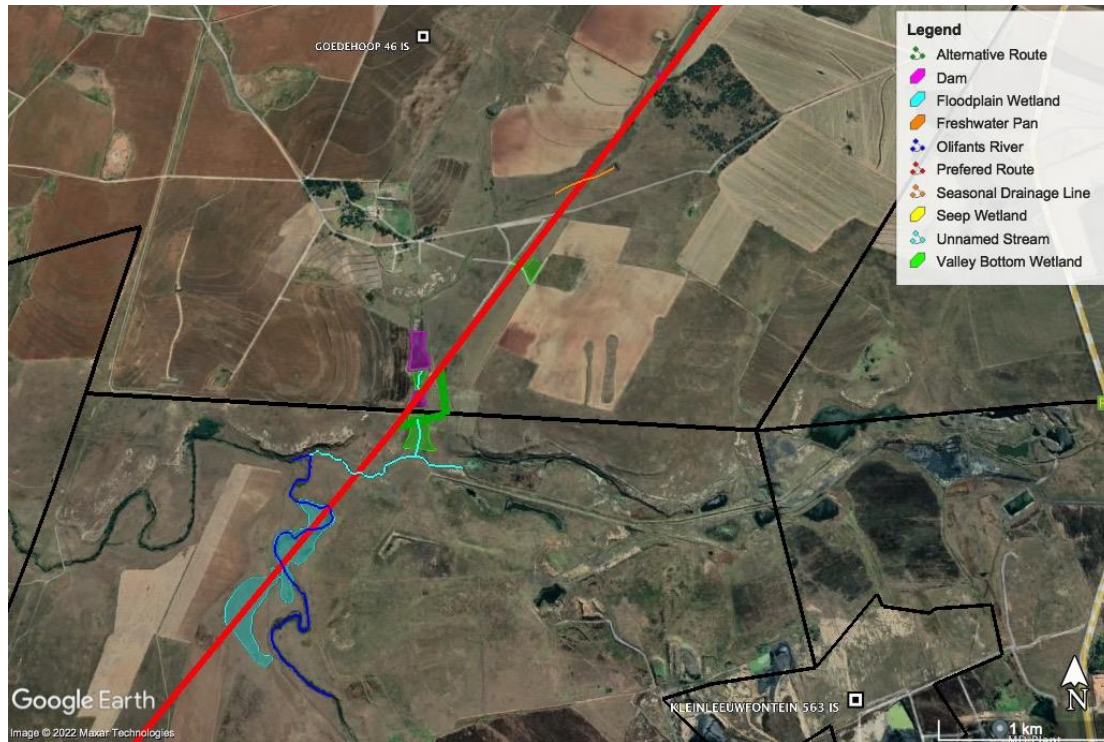 GOEDEHOOP 46 IS
Legend
Alternative Route
Dam
Floodplain Wetland
Freshwater Pan
Olifants River
Prefered Route
Seasonal Drainage Line
Seep Wetland
Unnamed Stream
Valley Bottom Wetland
Google Earth
Image © 2022 Maxar Technologies
KLEINLEEUWFONTEIN 563 IS
1 km
N